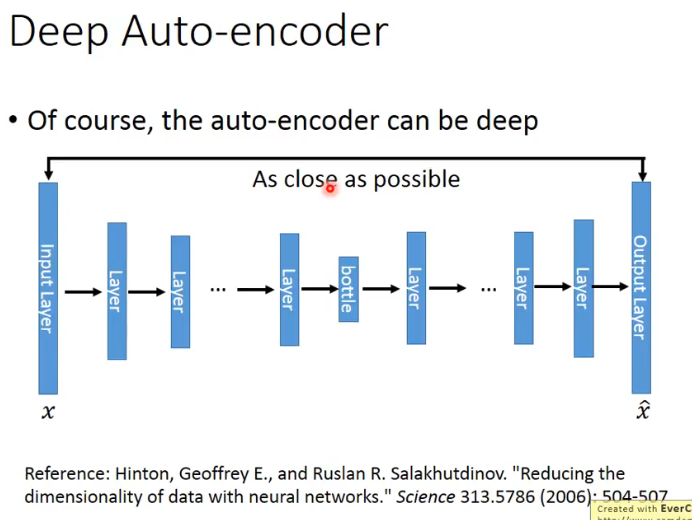 Deep Auto-encoder
• Of course, the auto-encoder can be deep
As close as possible
Input Layer
Layer
Layer
...
Layer
bottle
Layer
...
Layer
Layer
Output Layer
x
x̂
Reference: Hinton, Geoffrey E., and Ruslan R. Salakhutdinov. "Reducing the
dimensionality of data with neural networks." Science 313.5786 (2006): 504-507
Created with EverC